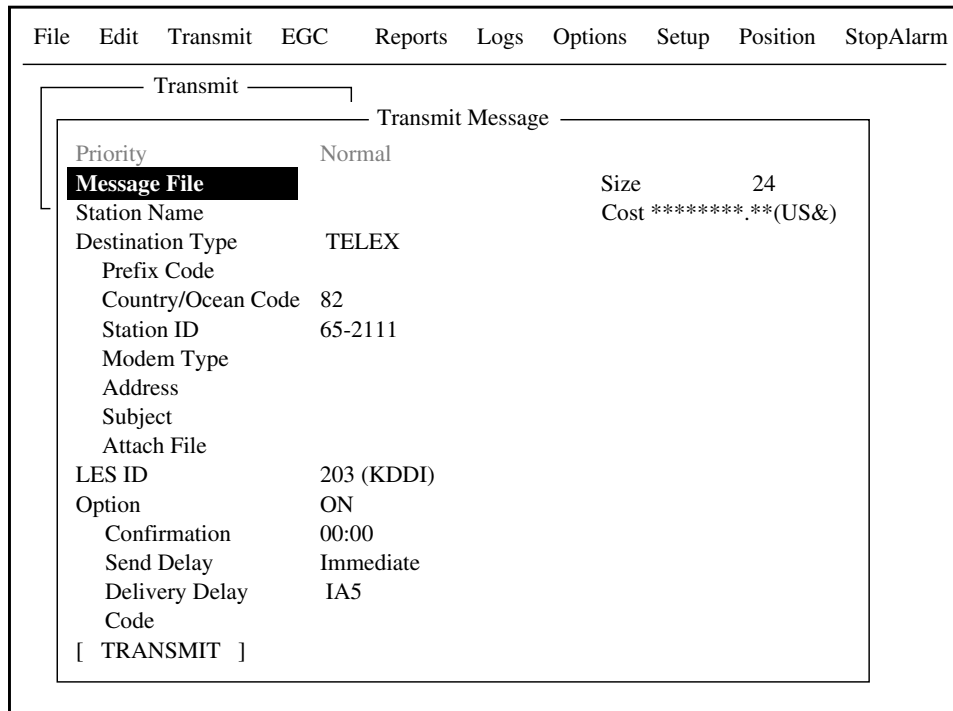 File Edit Transmit EGC Reports Logs Options Setup Position StopAlarm
Transmit
Transmit Message
Priority Normal
Message File Size 24
Station Name Cost ********.**(US&)
Destination Type TELEX
Prefix Code
Country/Ocean Code 82
Station ID 65-2111
Modem Type
Address
Subject
Attach File
LES ID 203 (KDDI)
Option ON
Confirmation 00:00
Send Delay Immediate
Delivery Delay IA5
Code
[ TRANSMIT ]